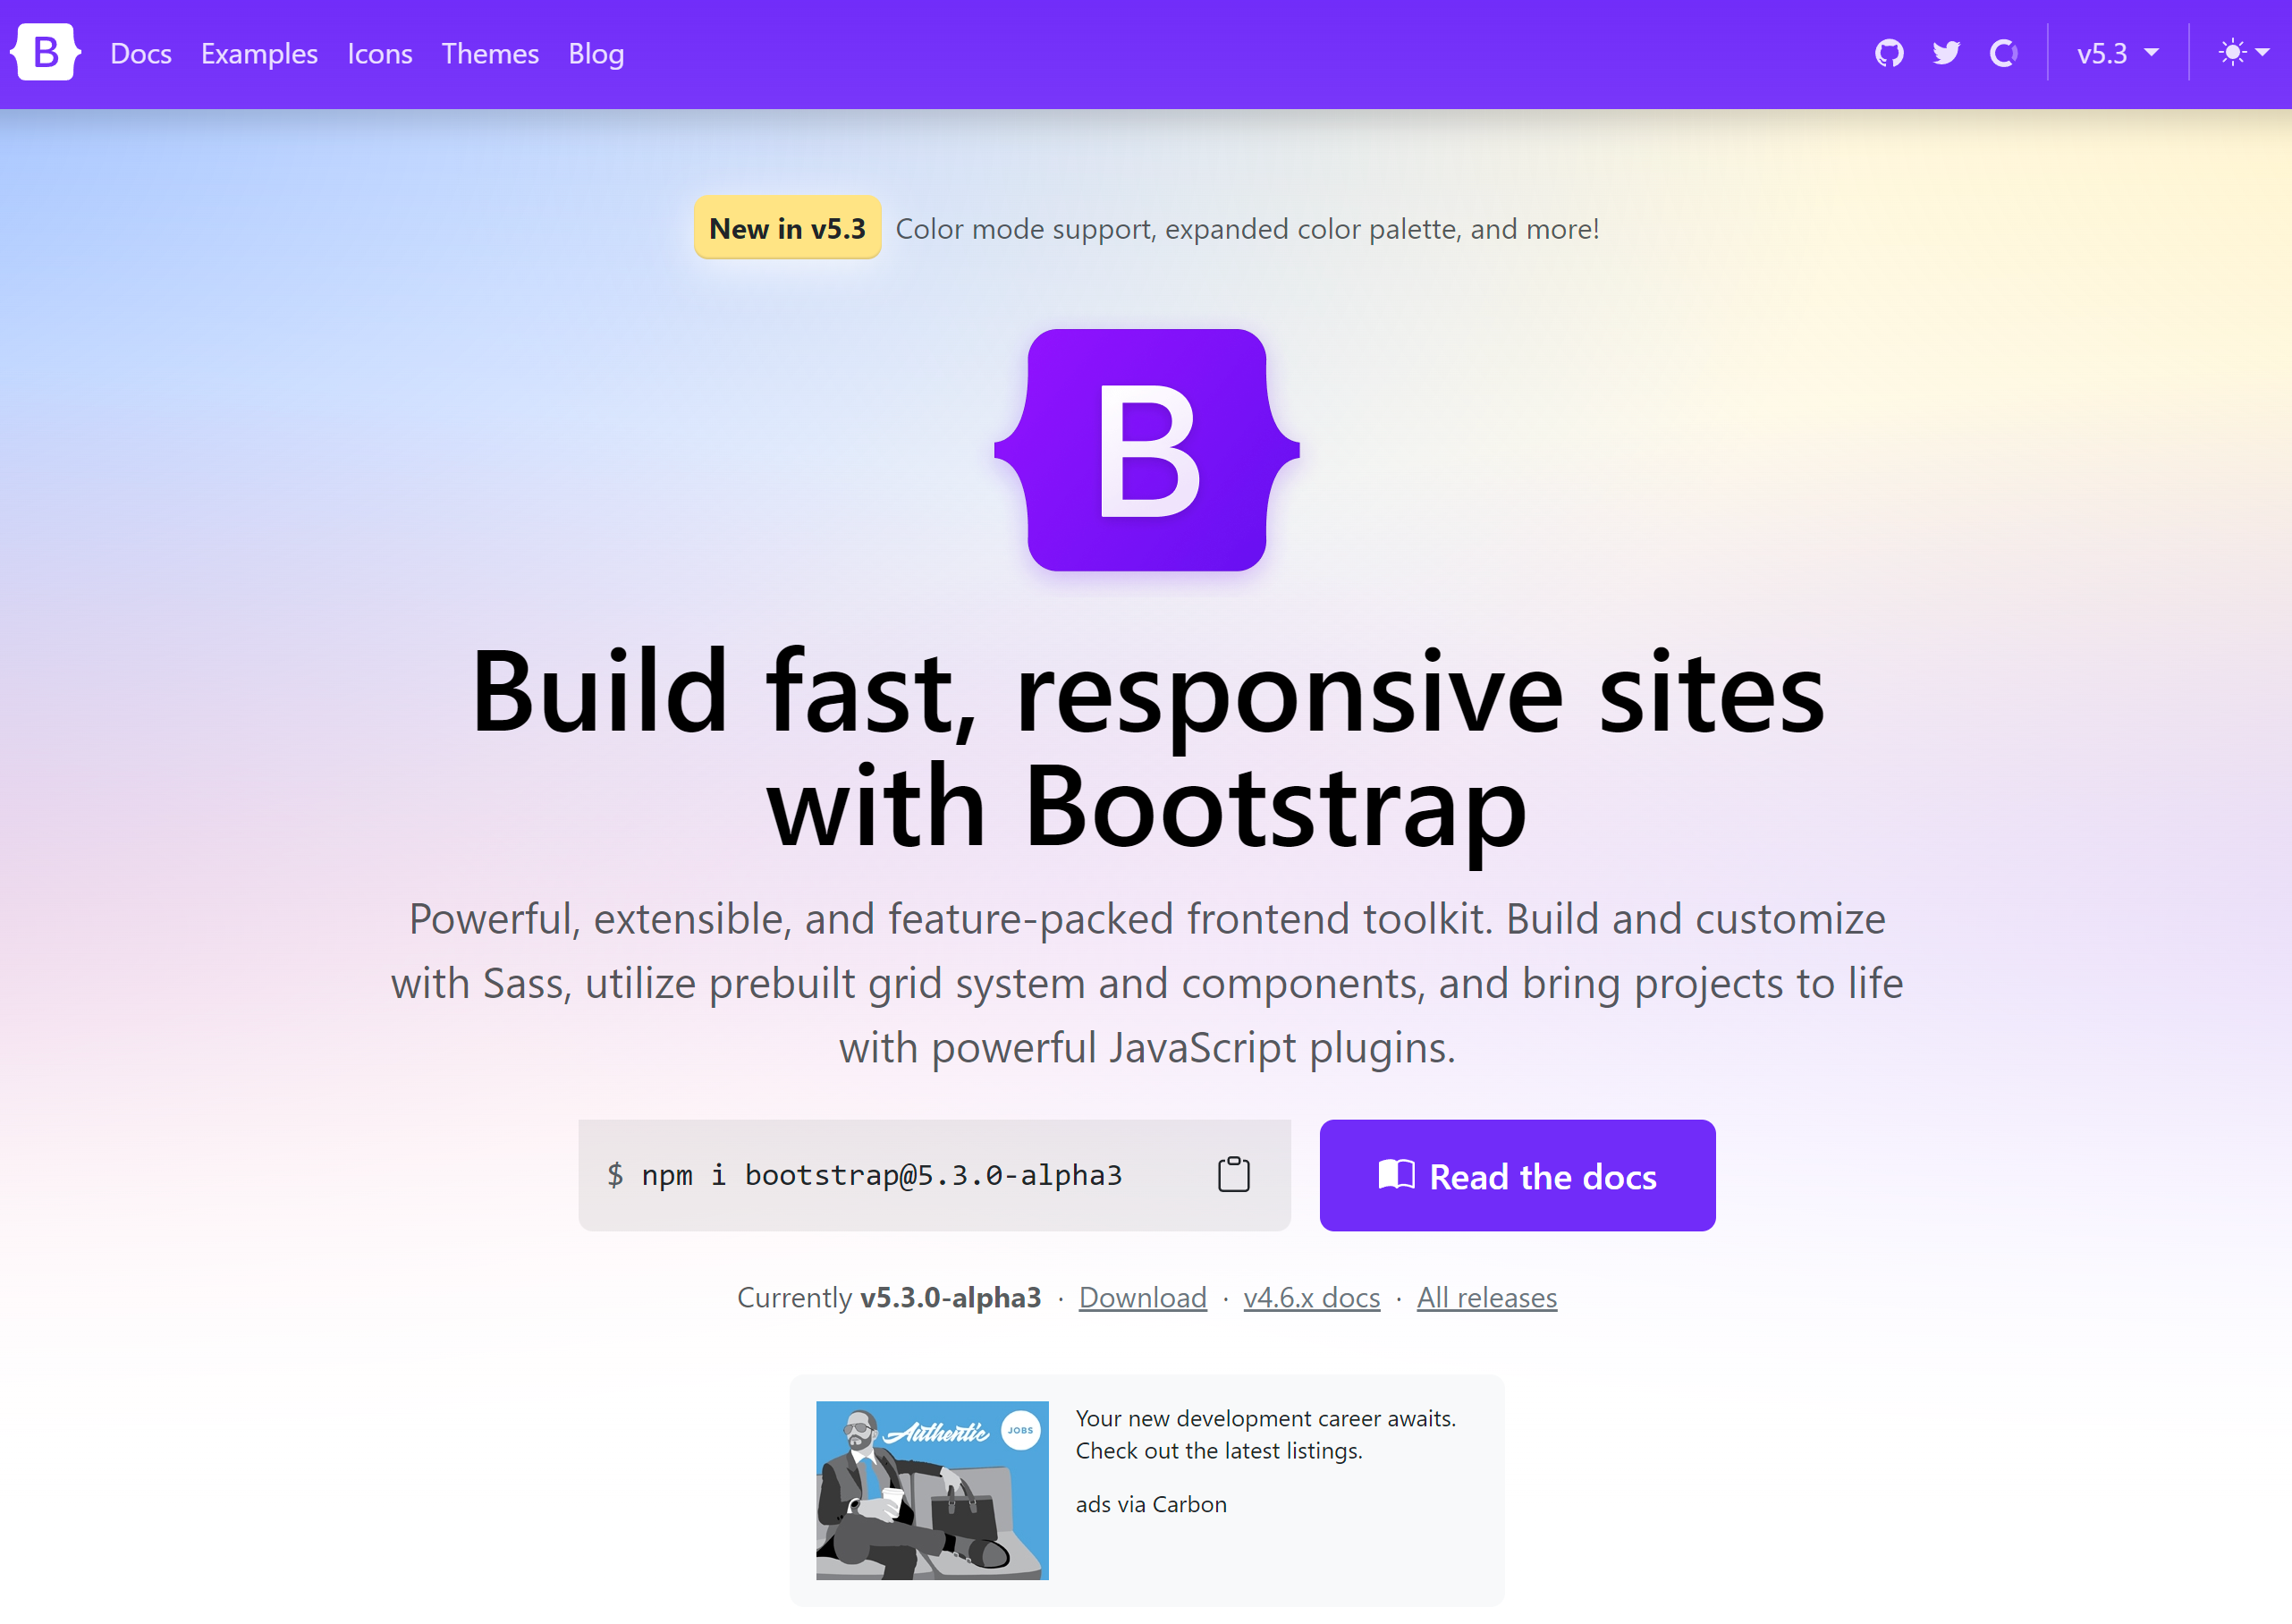 B Docs Examples Icons Themes Blog v5.3
New in v5.3 Color mode support, expanded color palette, and more!
B
Build fast, responsive sites
with Bootstrap
Powerful, extensible, and feature-packed frontend toolkit. Build and customize
with Sass, utilize prebuilt grid system and components, and bring projects to life
with powerful JavaScript plugins.
$ npm i bootstrap@5.3.0-alpha3 Read the docs
Currently v5.3.0-alpha3 · Download · v4.6.x docs · All releases
Authentic JOBS
Your new development career awaits.
Check out the latest listings.
ads via Carbon